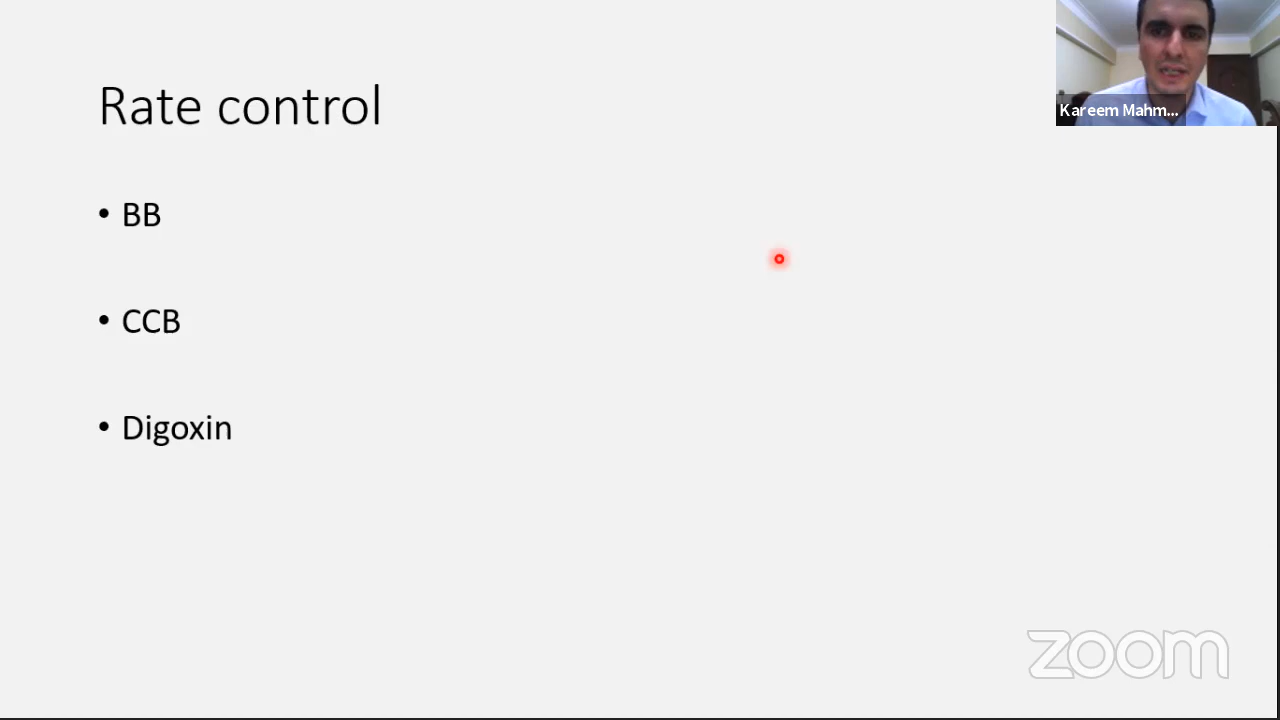 Rate control
Kareem Mahm...
• BB
• CCB
• Digoxin
zoom